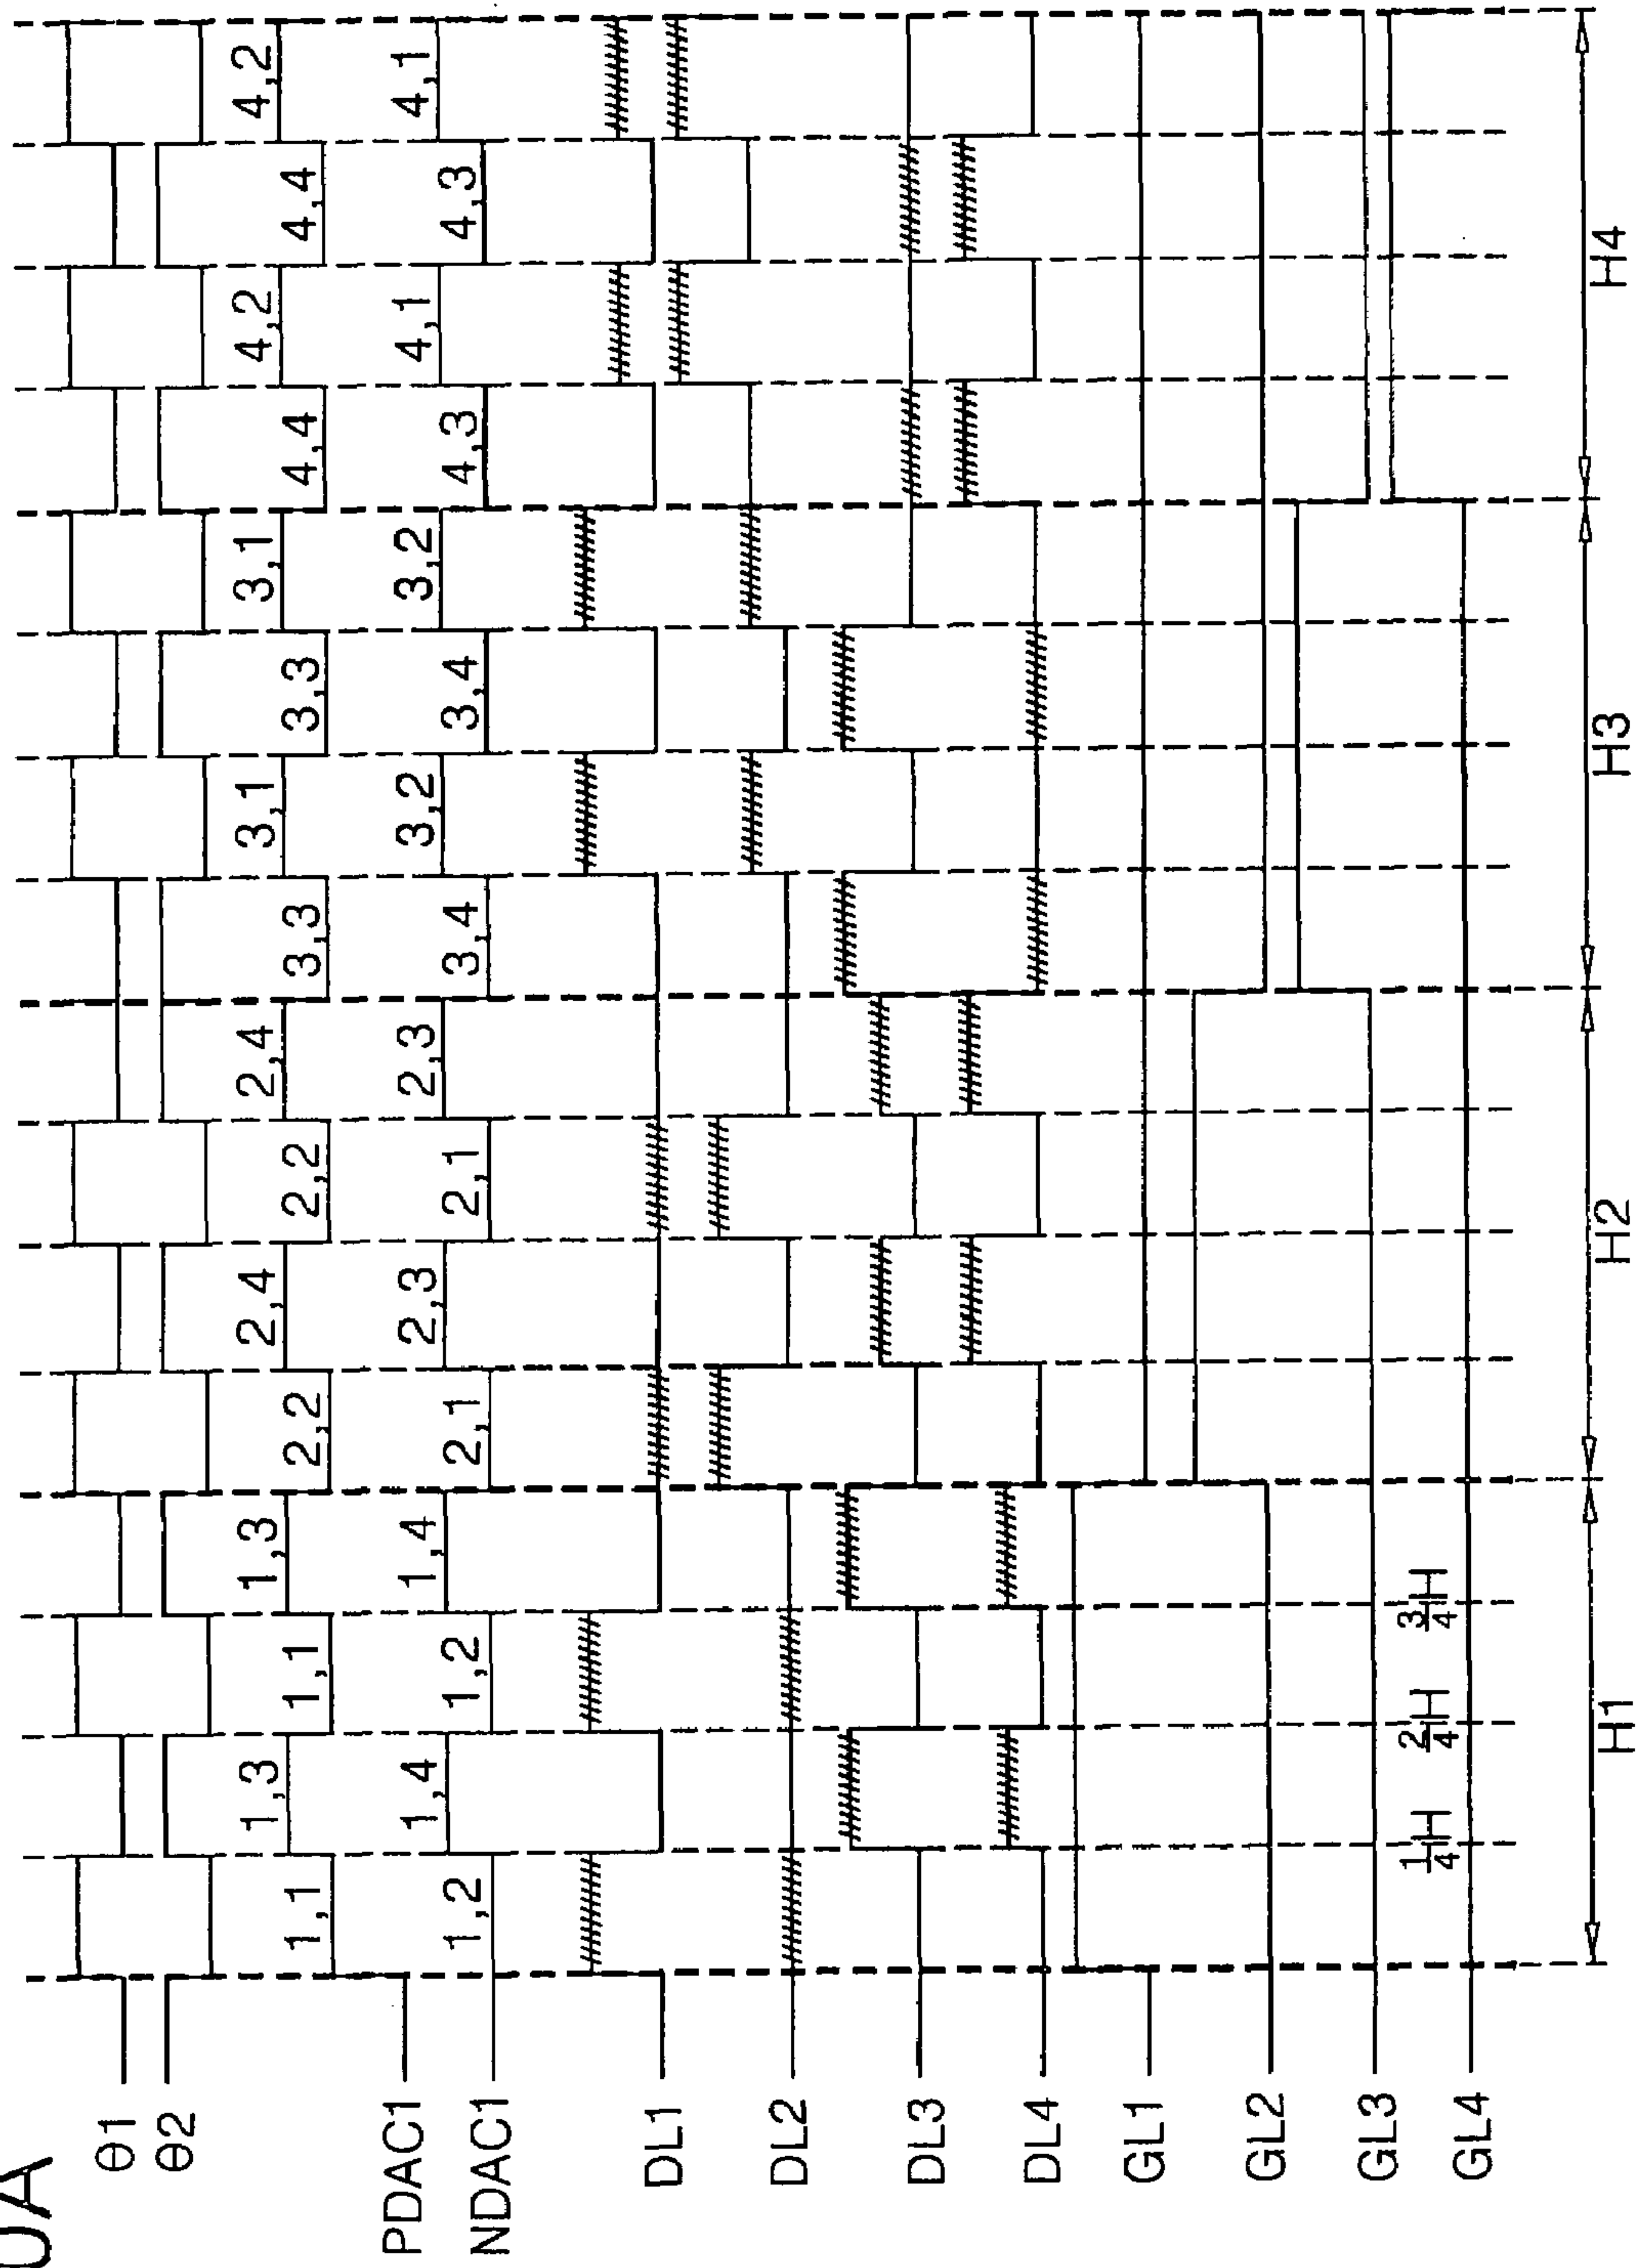 θ1
θ2
PDAC1 1,1 1,3 1,1 1,3 2,2 2,4 2,2 2,4 3,3 3,1 3,3 3,1 4,4 4,2 4,4 4,2
NDAC1 1,2 1,4 1,2 1,4 2,1 2,3 2,1 2,3 3,4 3,2 3,4 3,2 4,3 4,1 4,3 4,1
DL1
DL2
DL3
DL4
GL1
GL2
GL3
GL4
1/4H 2/4H 3/4H
H1 H2 H3 H4